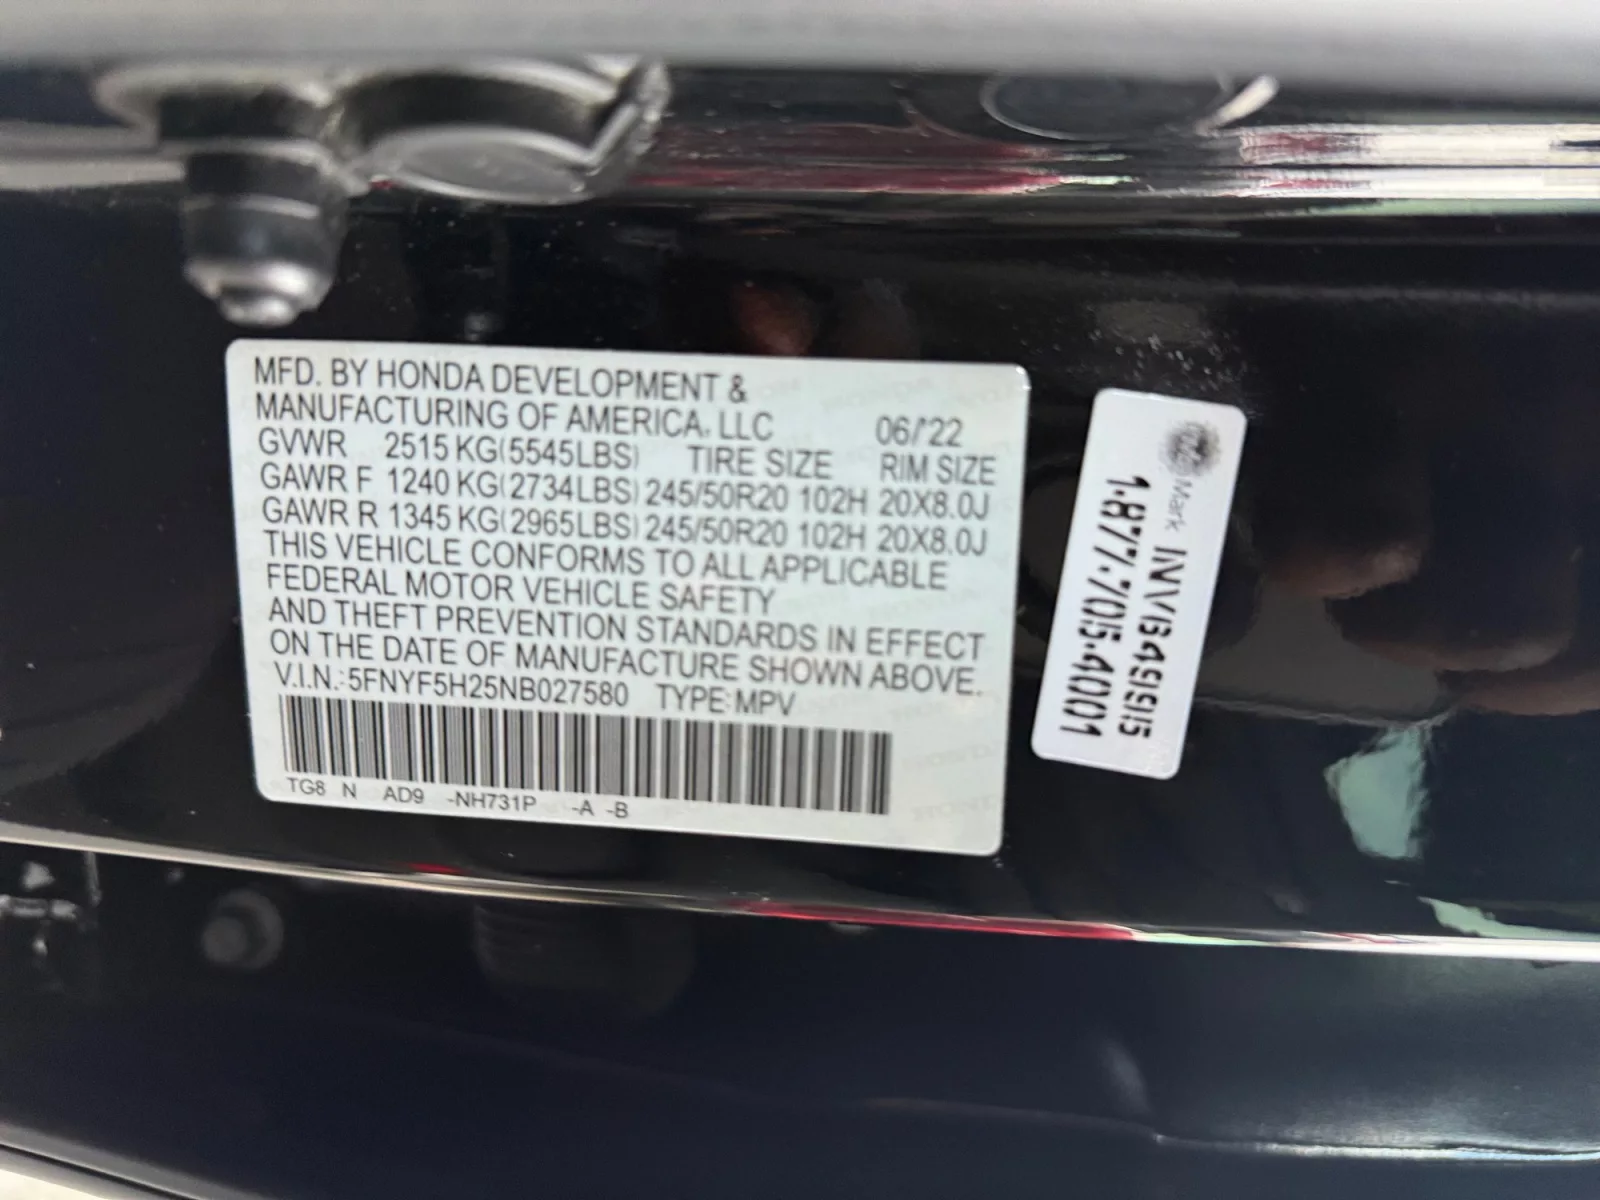 MFD. BY HONDA DEVELOPMENT &
MANUFACTURING OF AMERICA, LLC 06/'22
GVWR 2515 KG(5545LBS) TIRE SIZE RIM SIZE
GAWR F 1240 KG(2734LBS) 245/50R20 102H 20X8.0J
GAWR R 1345 KG(2965LBS) 245/50R20 102H 20X8.0J
THIS VEHICLE CONFORMS TO ALL APPLICABLE
FEDERAL MOTOR VEHICLE SAFETY
AND THEFT PREVENTION STANDARDS IN EFFECT
ON THE DATE OF MANUFACTURE SHOWN ABOVE.
V.I.N.:5FNYF5H25NB027580 TYPE:MPV
TG8 N AD9 -NH731P -A -B
Mark INV64915
1.877.705.4001